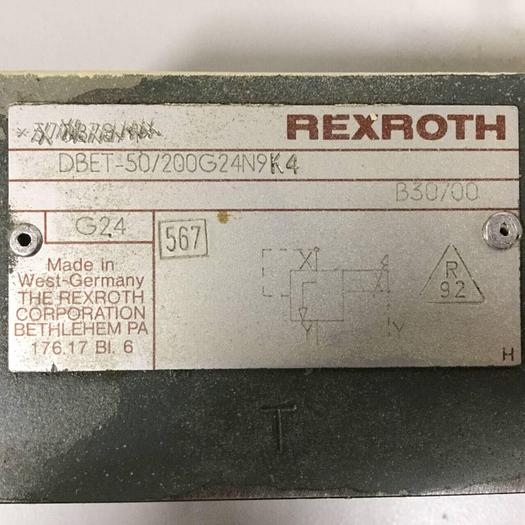 REXROTH
DBET-50/200G24N9K4
B30/00
G24
567
Made in
West-Germany
THE REXROTH
CORPORATION
BETHLEHEM PA
176.17 Bl. 6
X
Y
V
R
92
H
T